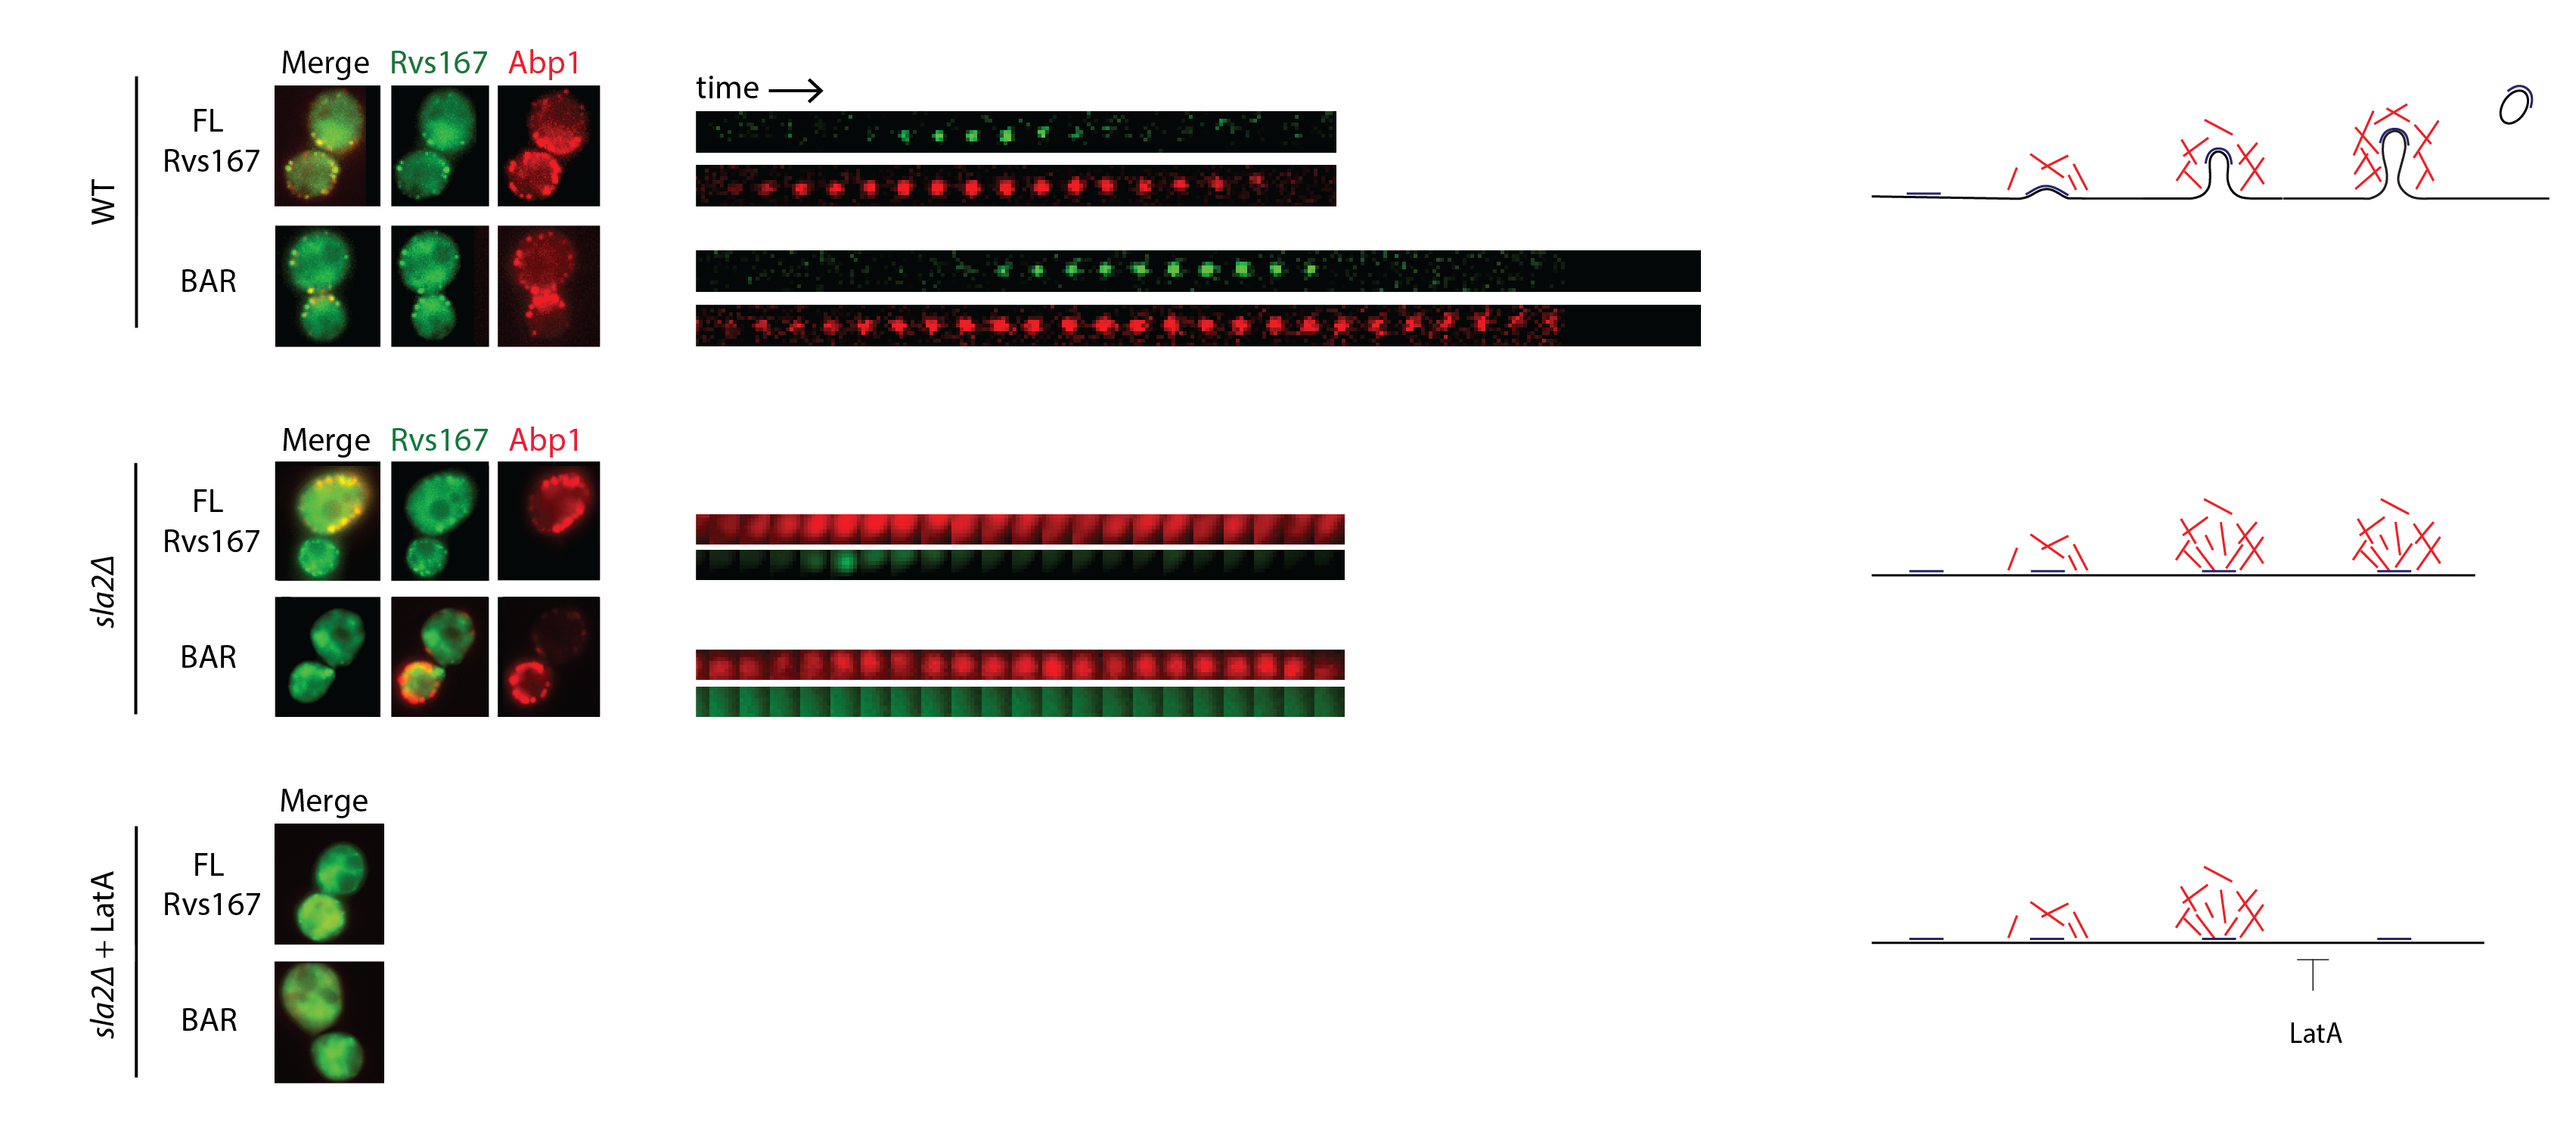 Merge Rvs167 Abp1
time
WT
FL
Rvs167
BAR
Merge Rvs167 Abp1
sla2Δ
FL
Rvs167
BAR
Merge
sla2Δ + LatA
FL
Rvs167
BAR
LatA